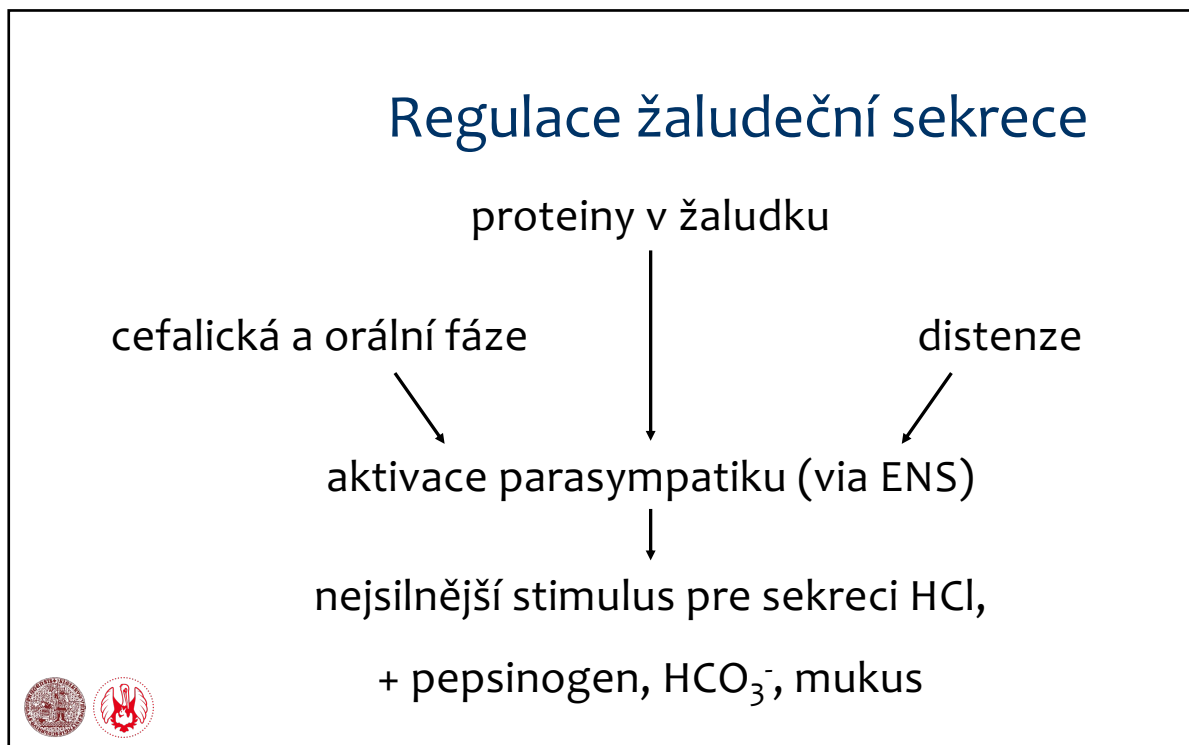 Regulace žaludeční sekrece
proteiny v žaludku
cefalická a orální fáze
distenze
aktivace parasympatiku (via ENS)
nejsilnější stimulus pre sekreci HCl,
+ pepsinogen, HCO₃⁻, mukus